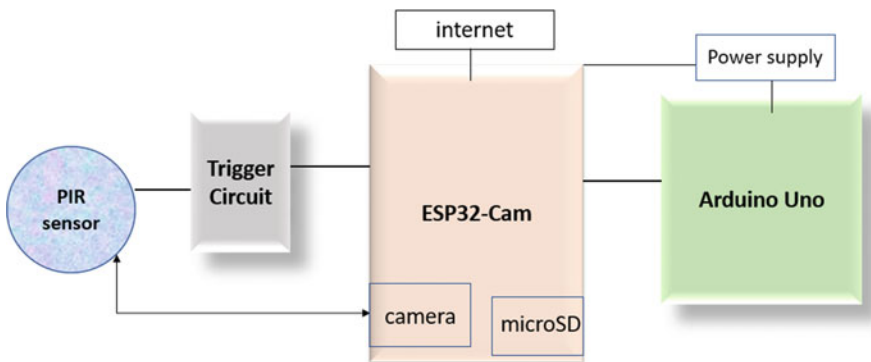 internet
Power supply
Trigger
Circuit
PIR
sensor
ESP32-Cam
Arduino Uno
camera
microSD